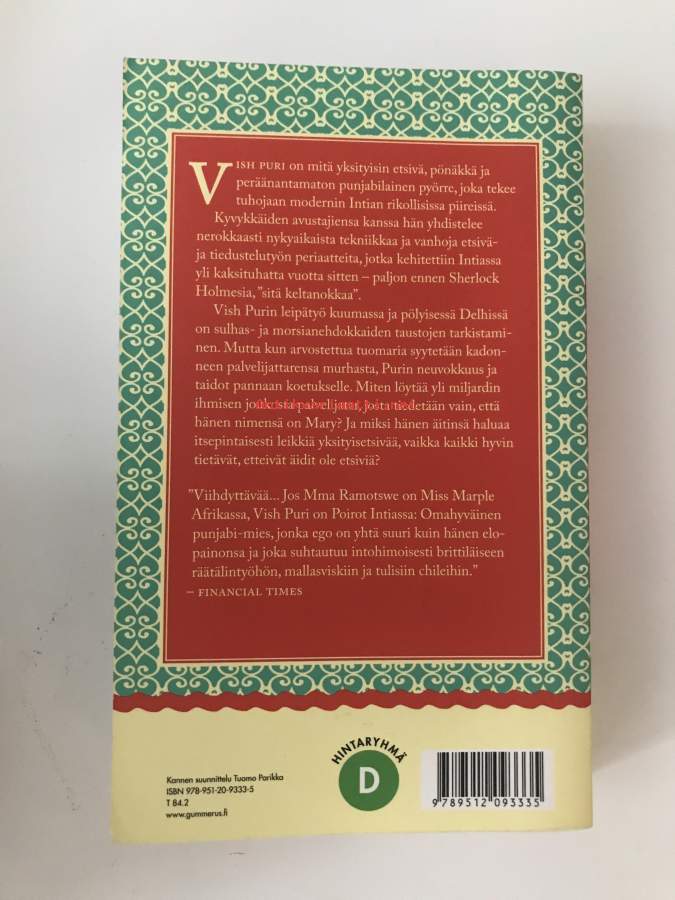 VISH PURI on mitä yksityisin etsivä, pönäkkä ja
peräänantamaton punjabilainen pyörre, joka tekee
tuhojaan modernin Intian rikollisissa piireissä.
Kyvykkäiden avustajiensa kanssa hän yhdistelee
nerokkaasti nykyaikaista tekniikkaa ja vanhoja etsivä-
ja tiedustelutyön periaatteita, jotka kehitettiin Intiassa
yli kaksituhatta vuotta sitten – paljon ennen Sherlock
Holmesia, ”sitä keltanokkaa”.
Vish Purin leipätyö kuumassa ja pölyisessä Delhissä
on sulhas- ja morsianehdokkaiden taustojen tarkistami-
nen. Mutta kun arvostettua tuomaria syytetään kadon-
neen palvelijattarensa murhasta, Purin neuvokkuus ja
taidot pannaan koetukselle. Miten löytää yli miljardin
ihmisen joukosta palvelijatar, josta tiedetään vain, että
hänen nimensä on Mary? Ja miksi hänen äitinsä haluaa
itsepintaisesti leikkiä yksityisetsivää, vaikka kaikki hyvin
tietävät, etteivät äidit ole etsiviä?
”Viihdyttävää... Jos Mma Ramotswe on Miss Marple
Afrikassa, Vish Puri on Poirot Intiassa: Omahyväinen
punjabi-mies, jonka ego on yhtä suuri kuin hänen elo-
painonsa ja joka suhtautuu intohimoisesti brittiläiseen
räätälintyöhön, mallasviskiin ja tulisiin chileihin.”
– FINANCIAL TIMES
Kannen suunnittelu Tuomo Parikka
ISBN 978-951-20-9333-5
T 84.2
www.gummerus.fi
HINTARYHMÄ
D
9 789512 093335